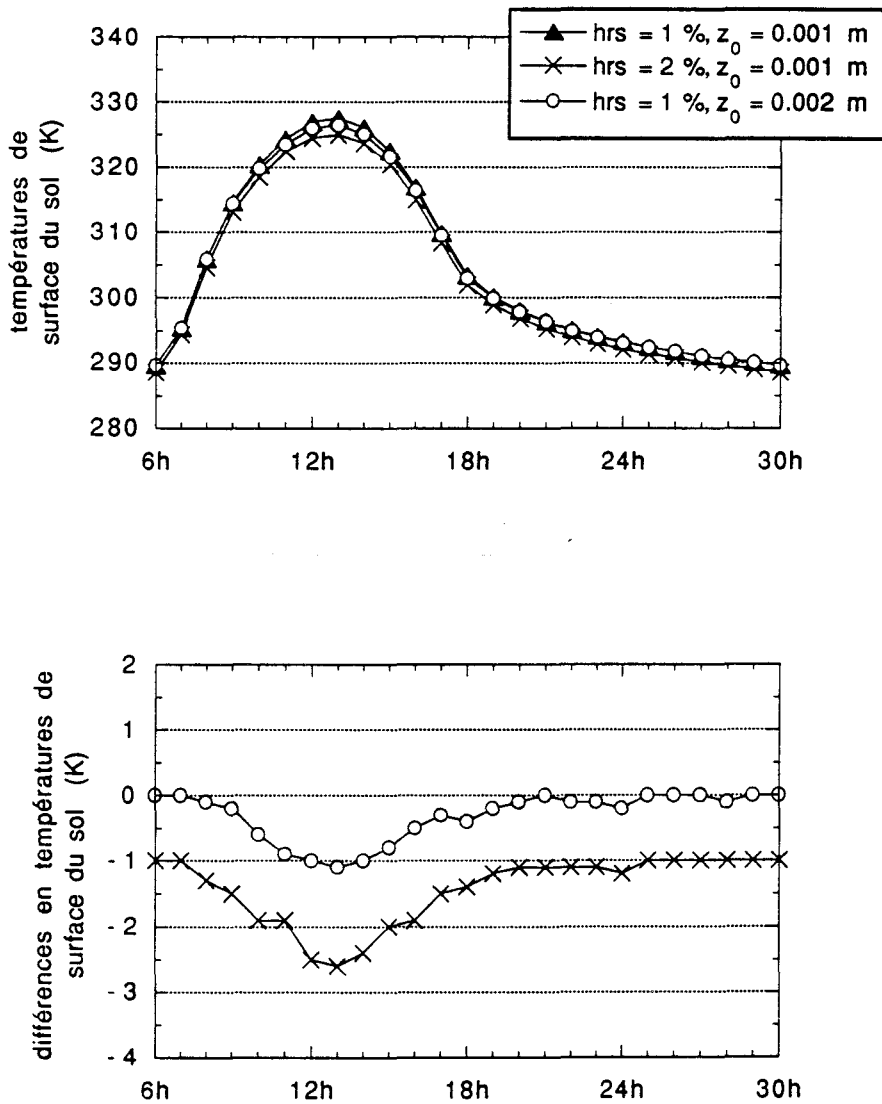 hrs = 1 %, z0 = 0.001 m
hrs = 2 %, z0 = 0.001 m
hrs = 1 %, z0 = 0.002 m
températures de
surface du sol (K)
340
330
320
310
300
290
280
6h 12h 18h 24h 30h
différences en températures de
surface du sol (K)
2
1
0
- 1
- 2
- 3
- 4
6h 12h 18h 24h 30h